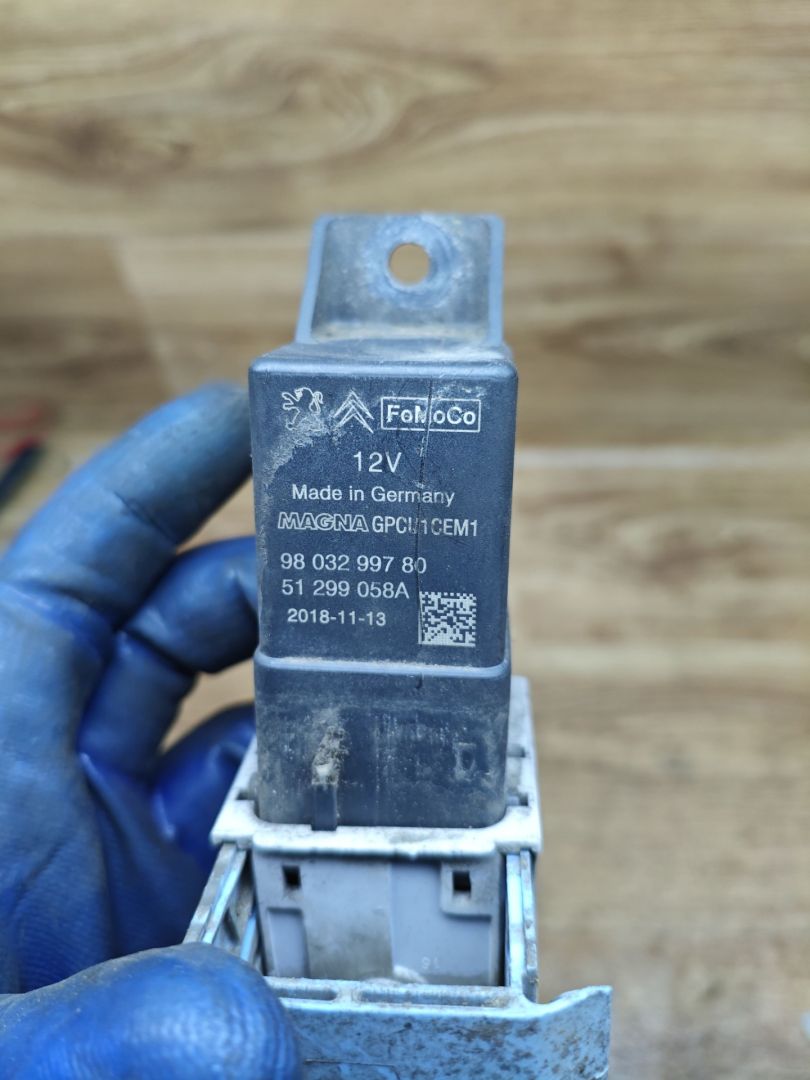 FoMoCo
12V
Made in Germany
MAGNA GPCU1CEM1
98 032 997 80
51 299 058A
2018-11-13